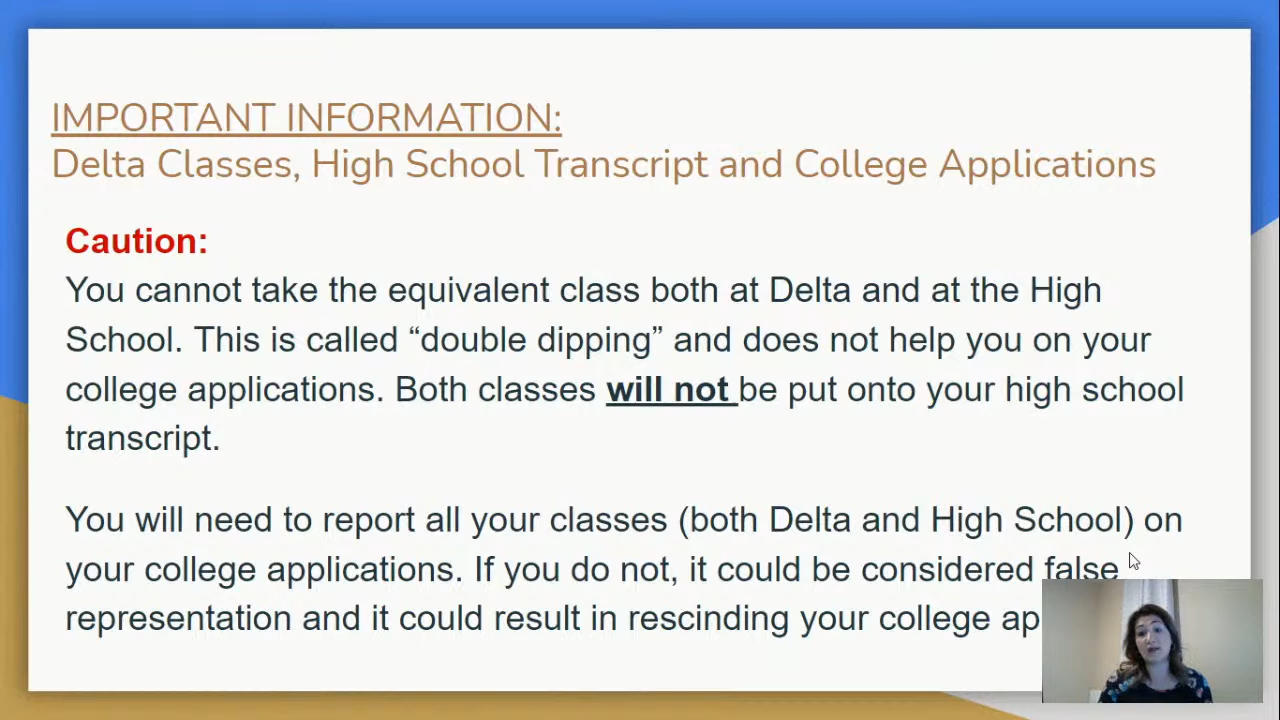 IMPORTANT INFORMATION:
Delta Classes, High School Transcript and College Applications
Caution:
You cannot take the equivalent class both at Delta and at the High
School. This is called “double dipping” and does not help you on your
college applications. Both classes will not be put onto your high school
transcript.
You will need to report all your classes (both Delta and High School) on
your college applications. If you do not, it could be considered false
representation and it could result in rescinding your college